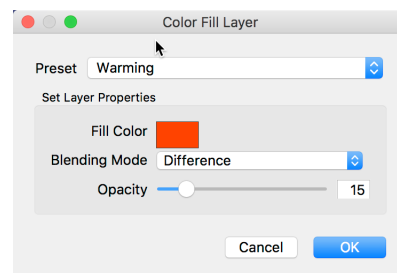 Color Fill Layer
Preset Warming
Set Layer Properties
Fill Color
Blending Mode Difference
Opacity 15
Cancel OK